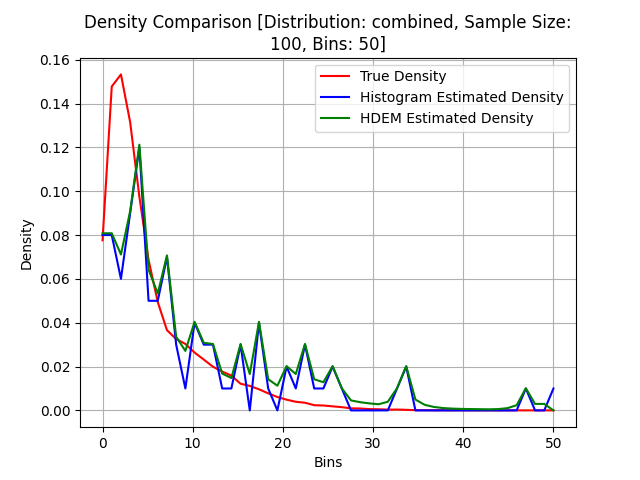 Density Comparison [Distribution: combined, Sample Size:
100, Bins: 50]
True Density
Histogram Estimated Density
HDEM Estimated Density
Density
0.16
0.14
0.12
0.10
0.08
0.06
0.04
0.02
0.00
0 10 20 30 40 50
Bins